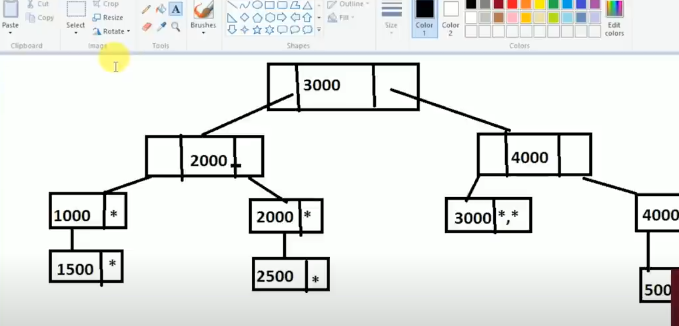 Cut
Crop
Outline
Paste
Copy
Select
Resize
Fill
Rotate
A
Brushes
Size
Color 1
Color 2
Edit colors
Clipboard
Image
Tools
Shapes
Colors
3000
2000
4000
1000 *
2000 *
3000 *,*
4000
1500 *
2500 *
500